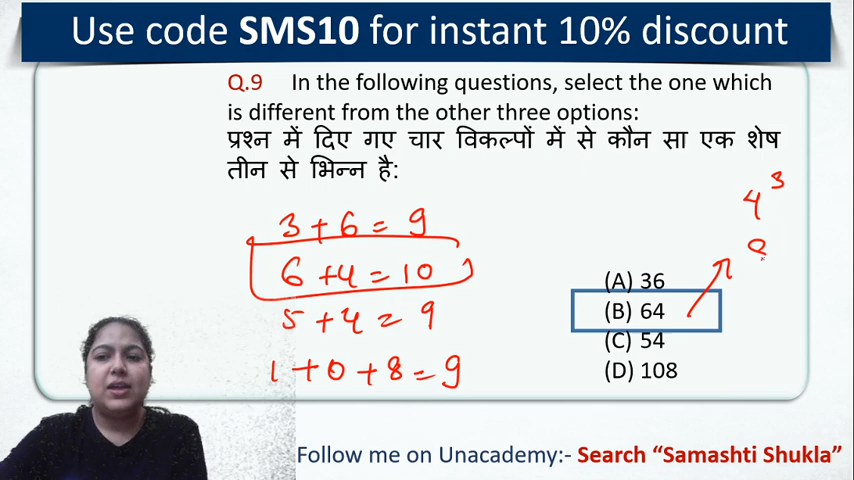 Use code SMS10 for instant 10% discount
Q.9 In the following questions, select the one which
is different from the other three options:
प्रश्न में दिए गए चार विकल्पों में से कौन सा एक शेष
तीन से भिन्न है:
3+6=9
6+4=10
5+4=9
1+0+8=9
4³
(A) 36
(B) 64
(C) 54
(D) 108
Follow me on Unacademy:- Search “Samashti Shukla”